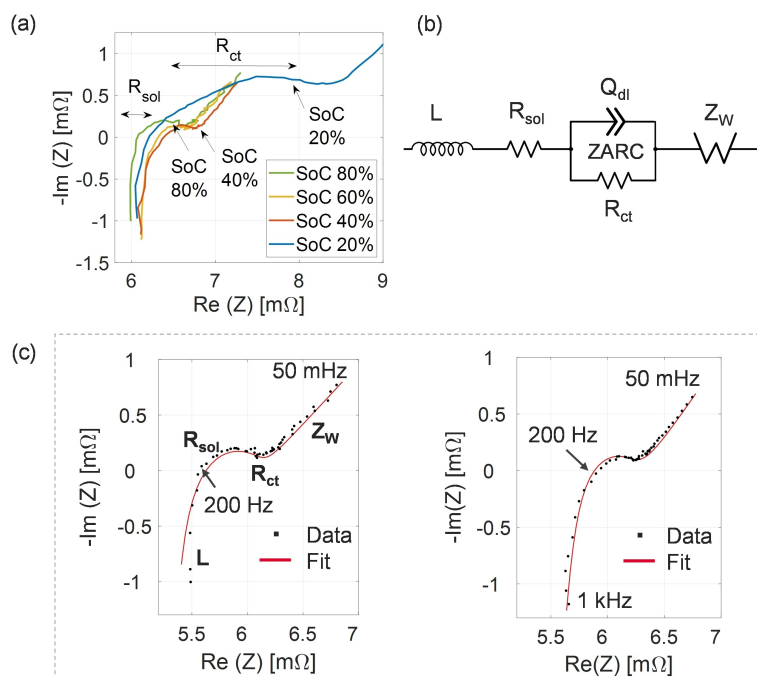 (a)
1
0.5
0
-0.5
-1
-1.5
-Im (Z) [mΩ]
6
7
8
9
Re (Z) [mΩ]
R_sol
R_ct
SoC 80%
SoC 40%
SoC 20%
SoC 80%
SoC 60%
SoC 40%
SoC 20%
(b)
L
R_sol
Q_dl
ZARC
R_ct
Z_W
(c)
1
0.5
0
-0.5
-1
-Im (Z) [mΩ]
5.5
6
6.5
7
Re (Z) [mΩ]
50 mHz
R_sol
Z_W
R_ct
200 Hz
L
Data
Fit
1
0.5
0
-0.5
-1
-Im(Z) [mΩ]
5.5
6
6.5
7
Re(Z) [mΩ]
50 mHz
200 Hz
Data
Fit
1 kHz